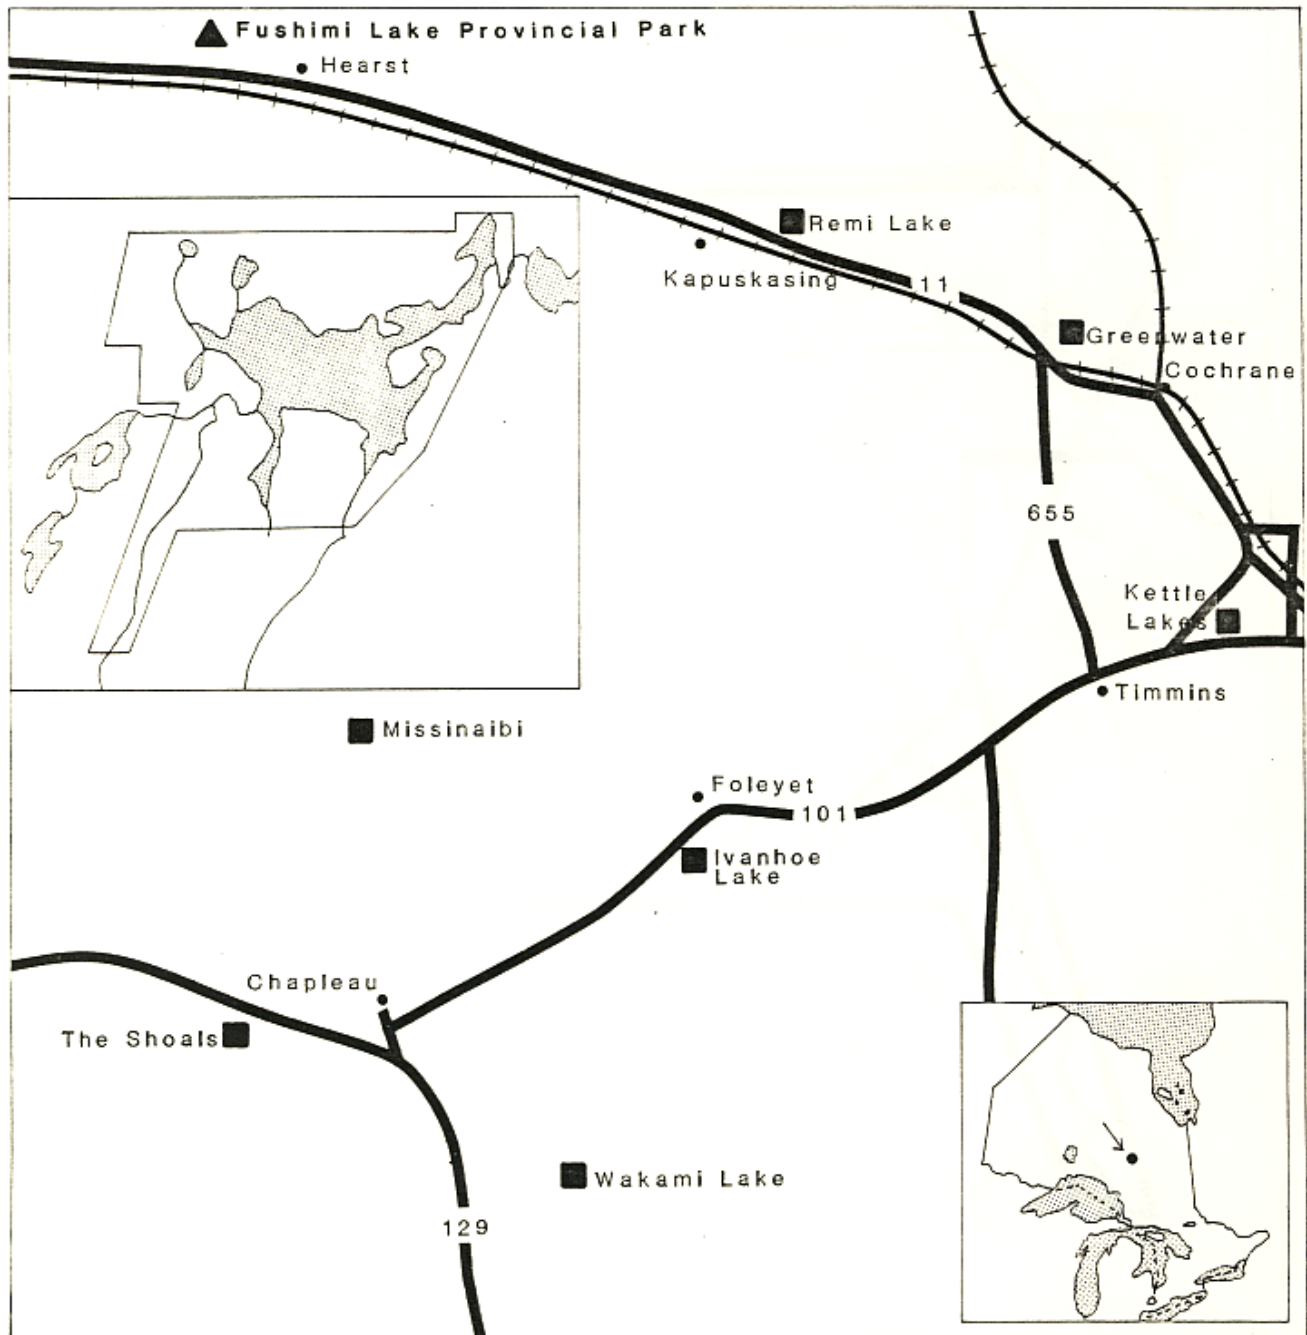 Fushimi Lake Provincial Park
Hearst
Remi Lake
Kapuskasing
11
Greenwater
Cochrane
655
Kettle
Lakes
Timmins
Missinaibi
Foleyet
101
Ivanhoe
Lake
Chapleau
The Shoals
Wakami Lake
129